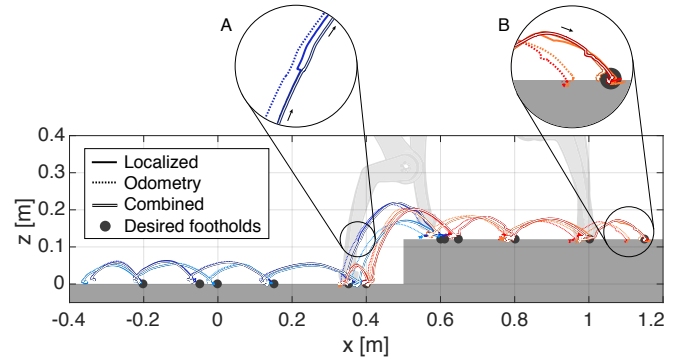 A
B
0.4
0.3
0.2
0.1
0
z [m]
Localized
Odometry
Combined
Desired footholds
-0.4 -0.2 0 0.2 0.4 0.6 0.8 1 1.2
x [m]